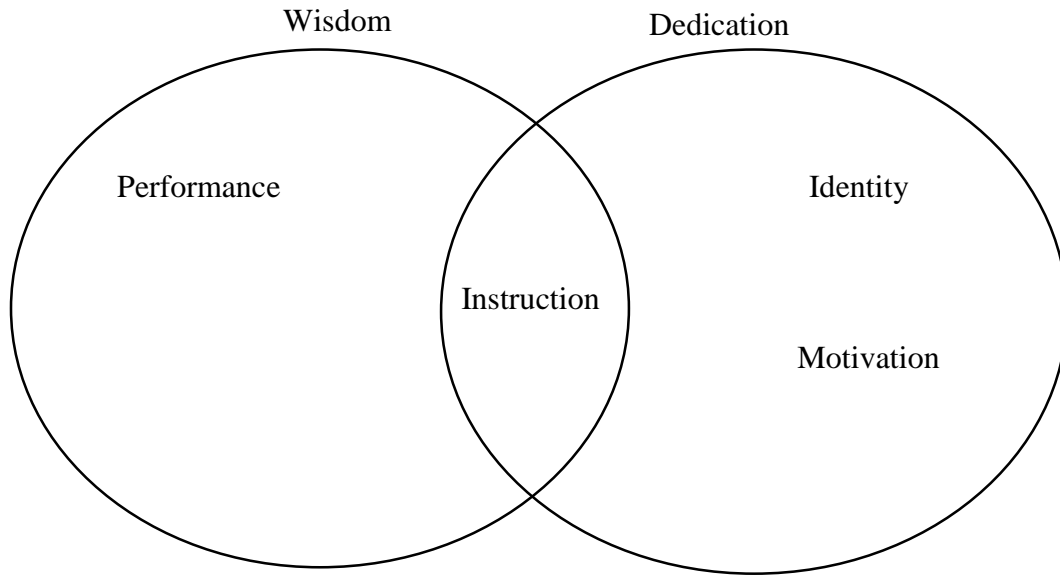 Wisdom
Dedication
Performance
Identity
Instruction
Motivation